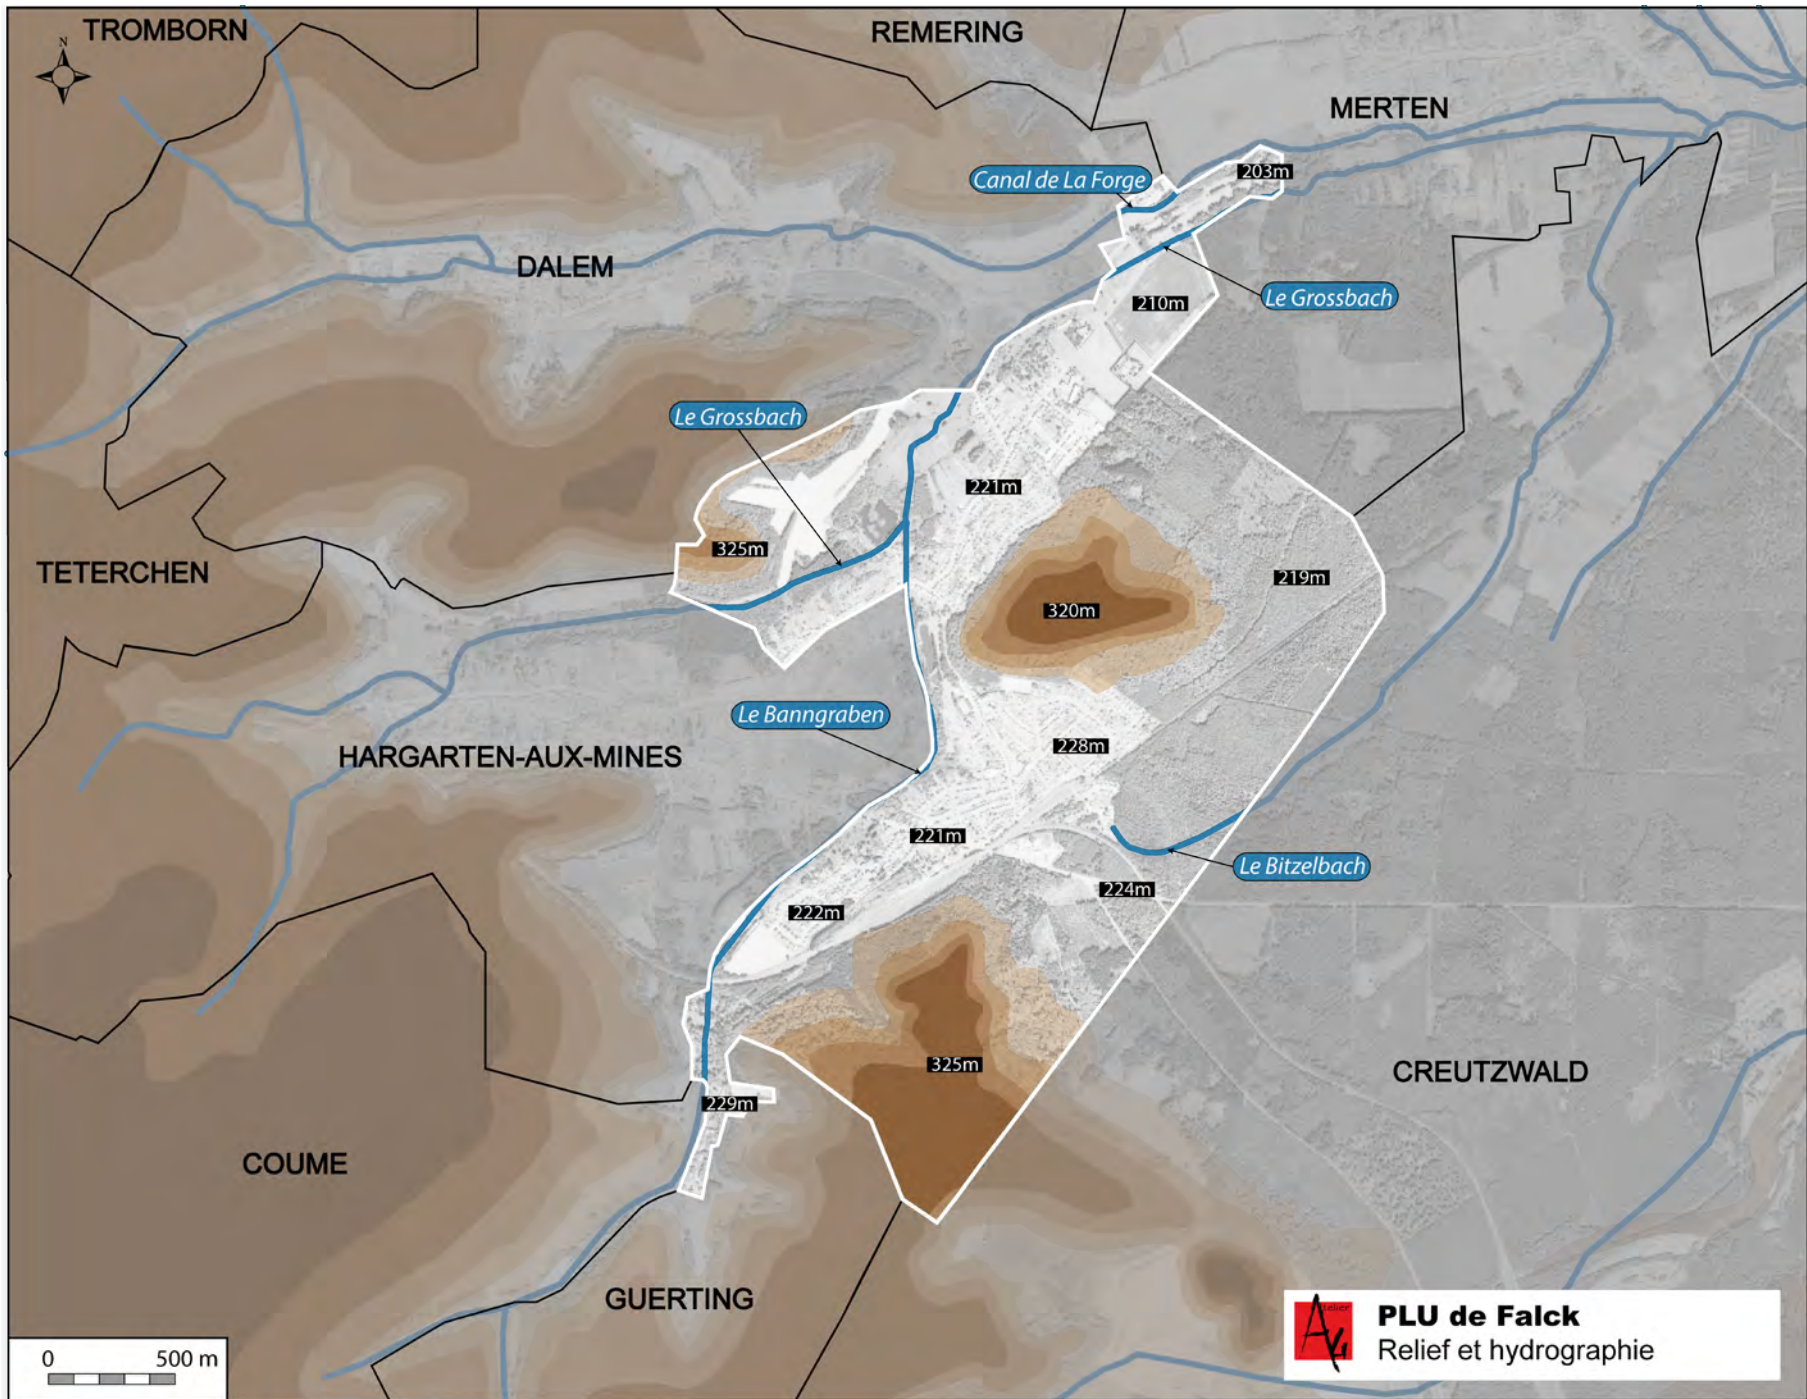 TROMBORN
REMERING
N
MERTEN
Canal de La Forge
203m
DALEM
Le Grossbach
210m
Le Grossbach
221m
325m
TETERCHEN
219m
320m
Le Banngraben
228m
HARGARTEN-AUX-MINES
221m
Le Bitzelbach
224m
222m
325m
CREUTZWALD
229m
COUME
GUERTING
Atelier
A4
PLU de Falck
Relief et hydrographie
0 500 m